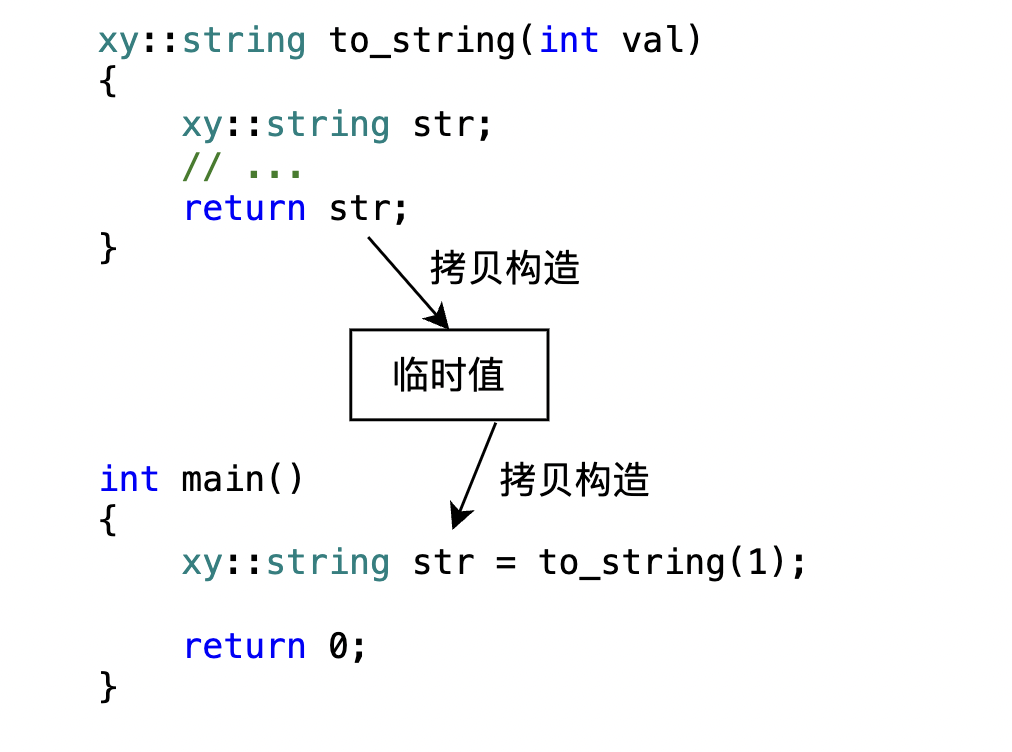 xy::string to_string(int val)
{
    xy::string str;
    // ...
    return str;
}
拷贝构造
临时值
int main()
拷贝构造
{
    xy::string str = to_string(1);
    return 0;
}